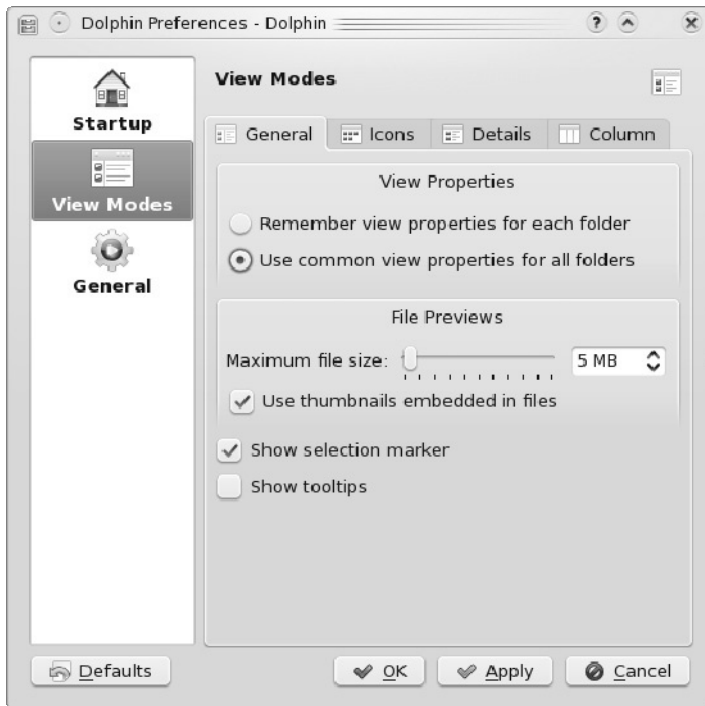 Dolphin Preferences - Dolphin
Startup
View Modes
General
View Modes
General Icons Details Column
View Properties
Remember view properties for each folder
Use common view properties for all folders
File Previews
Maximum file size: 5 MB
Use thumbnails embedded in files
Show selection marker
Show tooltips
Defaults OK Apply Cancel